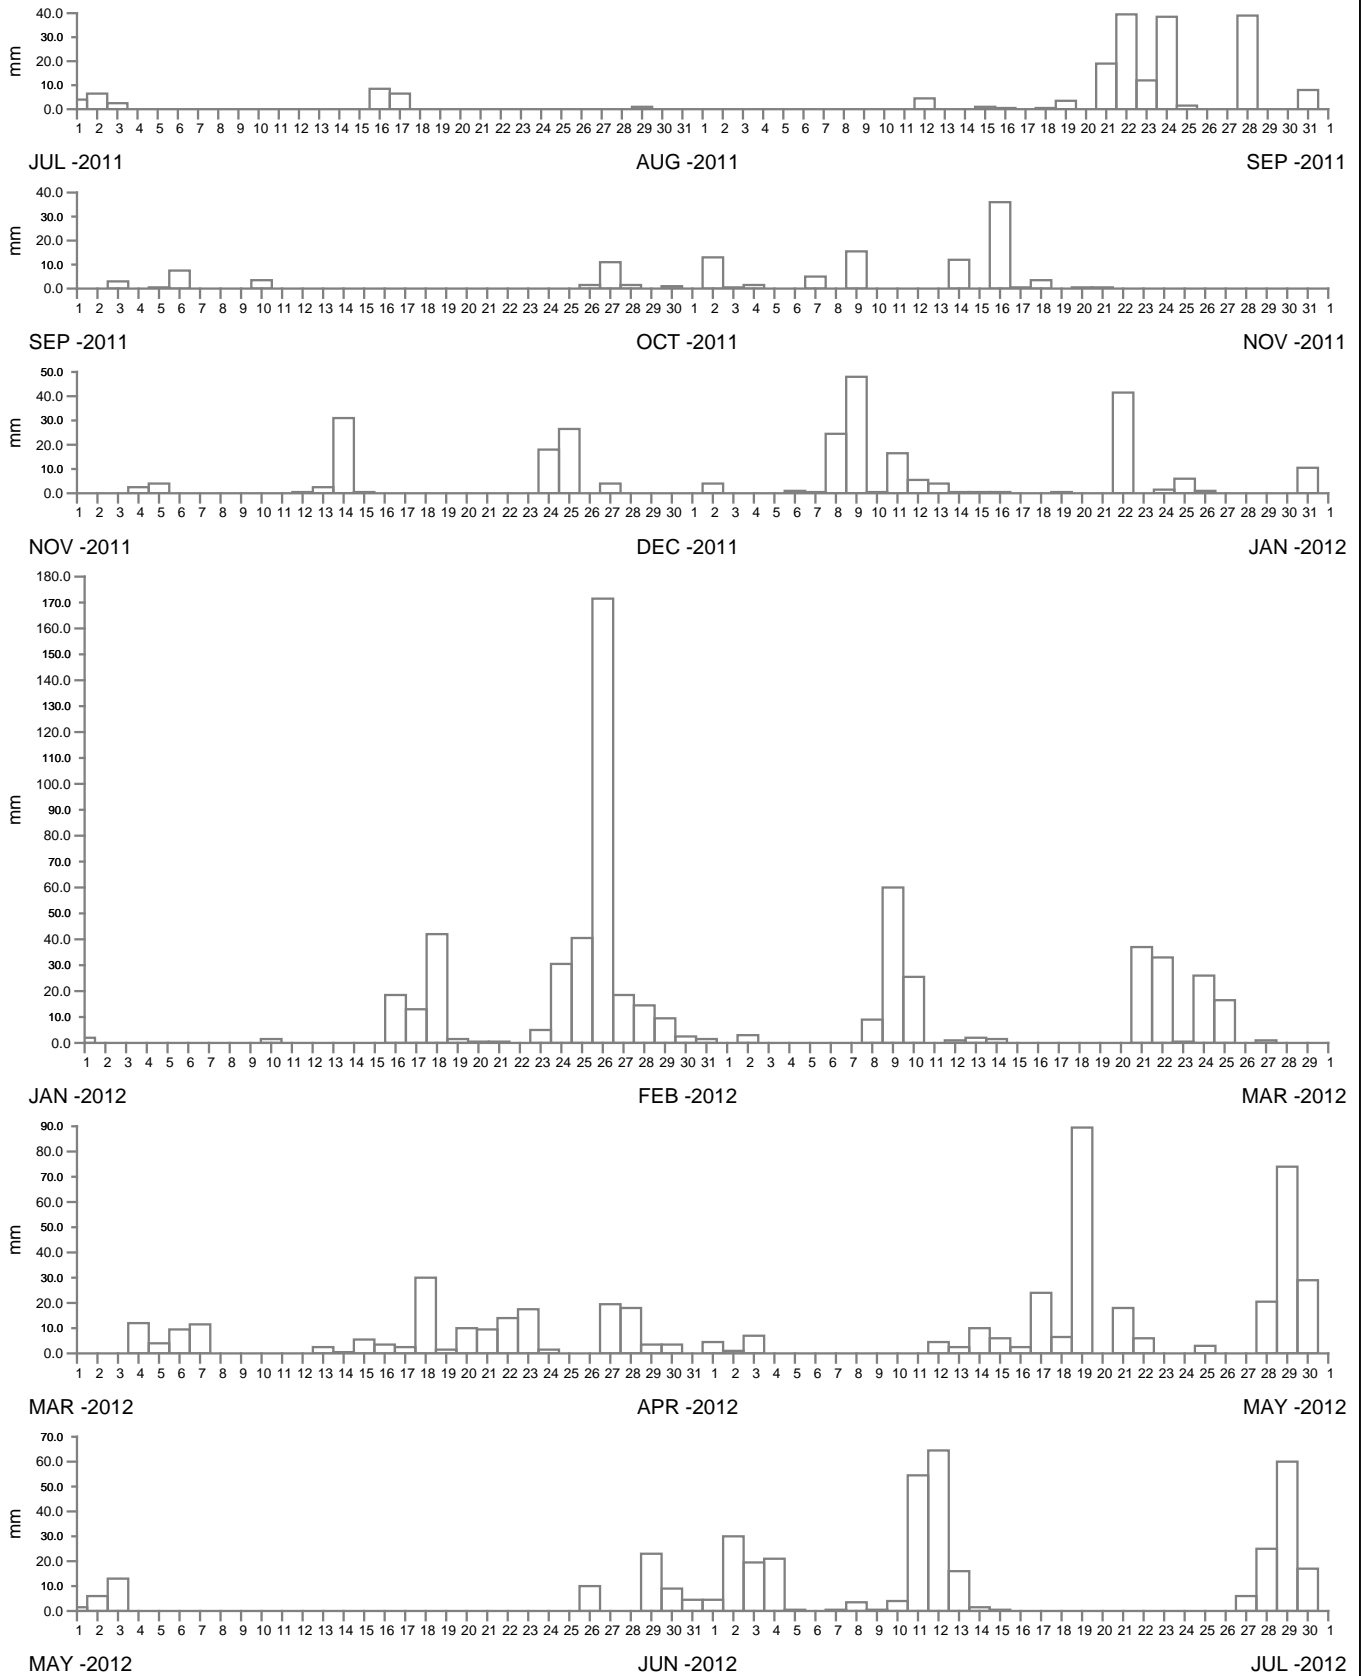 40.0
30.0
20.0
10.0
0.0
mm
1 2 3 4 5 6 7 8 9 10 11 12 13 14 15 16 17 18 19 20 21 22 23 24 25 26 27 28 29 30 31 1 2 3 4 5 6 7 8 9 10 11 12 13 14 15 16 17 18 19 20 21 22 23 24 25 26 27 28 29 30 31 1
JUL -2011 AUG -2011 SEP -2011
40.0
30.0
20.0
10.0
0.0
mm
1 2 3 4 5 6 7 8 9 10 11 12 13 14 15 16 17 18 19 20 21 22 23 24 25 26 27 28 29 30 1 2 3 4 5 6 7 8 9 10 11 12 13 14 15 16 17 18 19 20 21 22 23 24 25 26 27 28 29 30 31 1
SEP -2011 OCT -2011 NOV -2011
50.0
40.0
30.0
20.0
10.0
0.0
mm
1 2 3 4 5 6 7 8 9 10 11 12 13 14 15 16 17 18 19 20 21 22 23 24 25 26 27 28 29 30 1 2 3 4 5 6 7 8 9 10 11 12 13 14 15 16 17 18 19 20 21 22 23 24 25 26 27 28 29 30 31 1
NOV -2011 DEC -2011 JAN -2012
180.0
170.0
160.0
150.0
140.0
130.0
120.0
110.0
100.0
90.0
80.0
70.0
60.0
50.0
40.0
30.0
20.0
10.0
0.0
mm
1 2 3 4 5 6 7 8 9 10 11 12 13 14 15 16 17 18 19 20 21 22 23 24 25 26 27 28 29 30 31 1 2 3 4 5 6 7 8 9 10 11 12 13 14 15 16 17 18 19 20 21 22 23 24 25 26 27 28 29 1
JAN -2012 FEB -2012 MAR -2012
90.0
80.0
70.0
60.0
50.0
40.0
30.0
20.0
10.0
0.0
mm
1 2 3 4 5 6 7 8 9 10 11 12 13 14 15 16 17 18 19 20 21 22 23 24 25 26 27 28 29 30 31 1 2 3 4 5 6 7 8 9 10 11 12 13 14 15 16 17 18 19 20 21 22 23 24 25 26 27 28 29 30 1
MAR -2012 APR -2012 MAY -2012
70.0
60.0
50.0
40.0
30.0
20.0
10.0
0.0
mm
1 2 3 4 5 6 7 8 9 10 11 12 13 14 15 16 17 18 19 20 21 22 23 24 25 26 27 28 29 30 31 1 2 3 4 5 6 7 8 9 10 11 12 13 14 15 16 17 18 19 20 21 22 23 24 25 26 27 28 29 30 1
MAY -2012 JUN -2012 JUL -2012